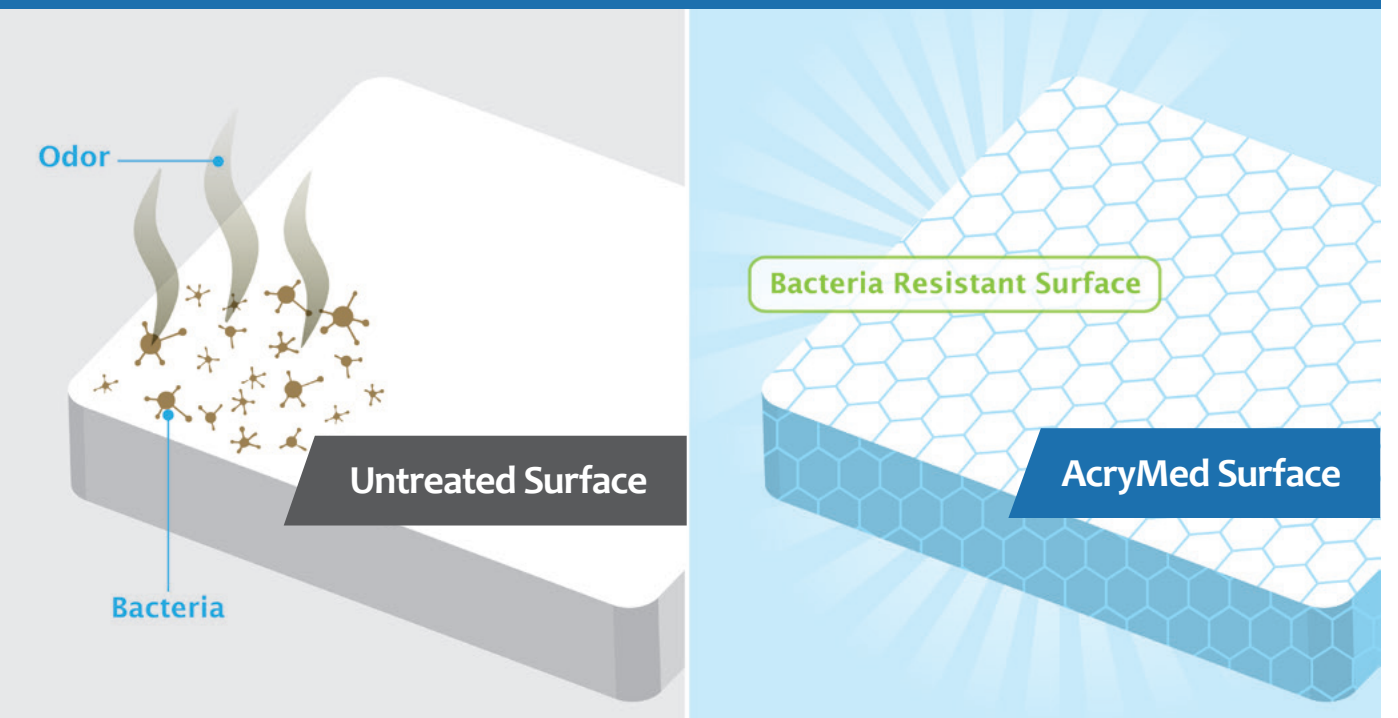 Odor
Bacteria
Untreated Surface
Bacteria Resistant Surface
AcryMed Surface